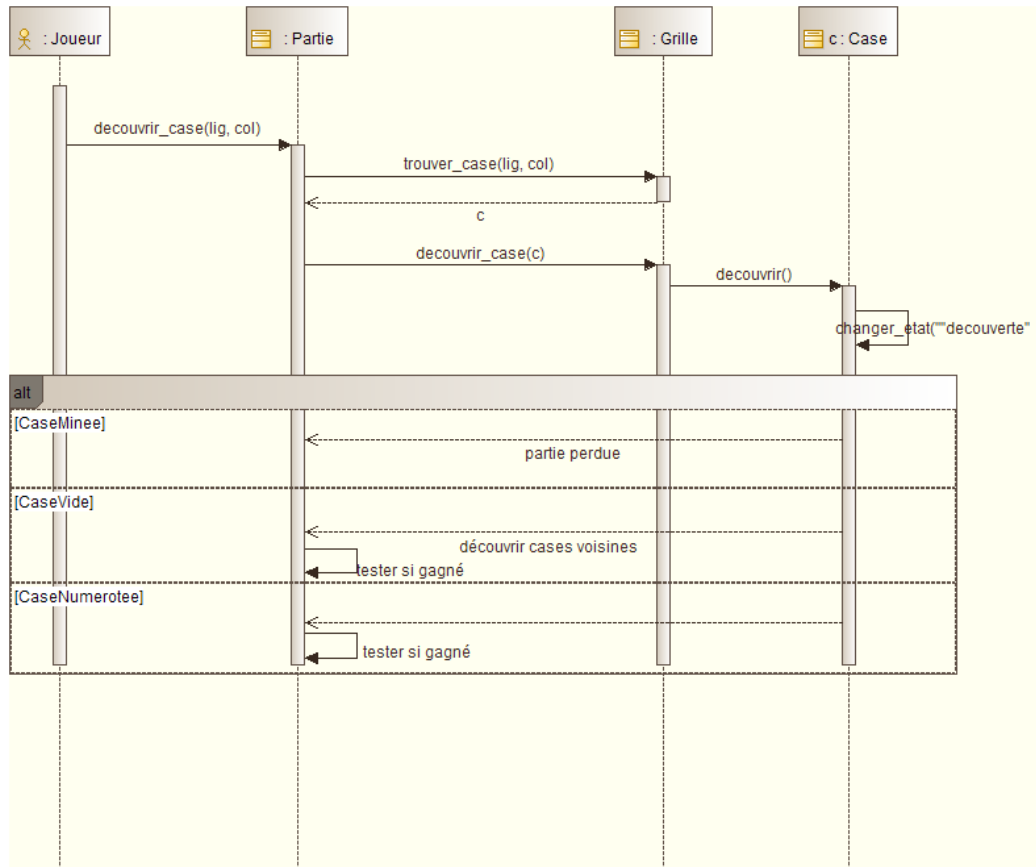 : Joueur
: Partie
: Grille
c : Case
decouvrir_case(lig, col)
trouver_case(lig, col)
c
decouvrir_case(c)
decouvrir()
changer_etat(""decouverte"
alt
[CaseMinee]
partie perdue
[CaseVide]
découvrir cases voisines
tester si gagné
[CaseNumerotee]
tester si gagné